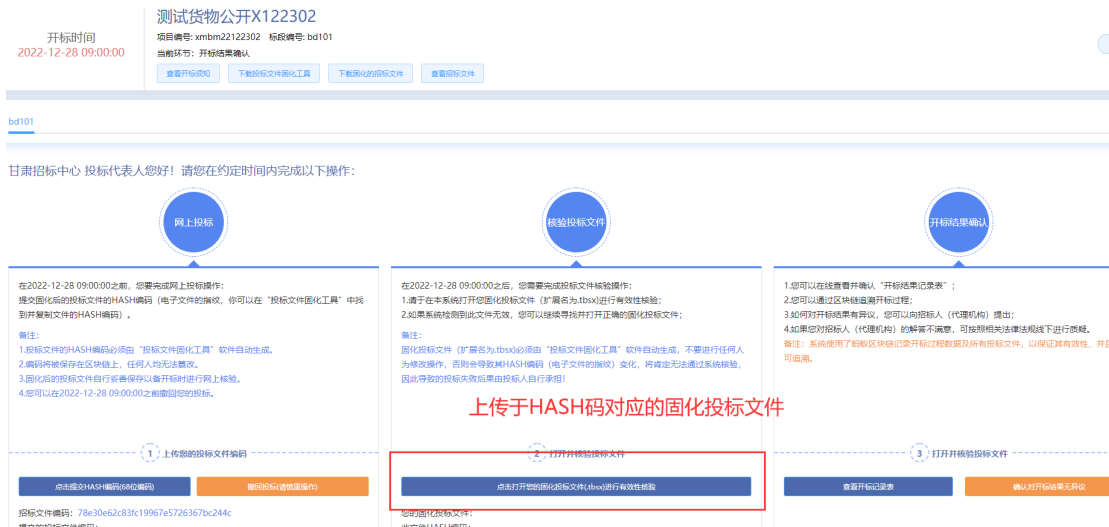 开标时间
2022-12-28 09:00:00
测试货物公开X122302
项目编号: xmbm22122302 标段编号: bd101
当前环节: 开标结果确认
查看开标须知
下载投标文件固化工具
下载固化的招标文件
查看招标文件
bd101
甘肃招标中心 投标代表人您好！请您在约定时间内完成以下操作：
网上投标
在2022-12-28 09:00:00之前，您要完成网上投标操作：
提交固化后的投标文件的HASH编码（电子文件的指纹，你可以在“投标文件固化工具”中找
到并复制文件的HASH编码）。
备注：
1.投标文件的HASH编码必须由“投标文件固化工具”软件自动生成。
2.编码将被保存在区块链上，任何人均无法篡改。
3.固化后的投标文件自行妥善保存以备开标时进行网上核验。
4.您可以在2022-12-28 09:00:00之前撤回您的投标。
1 上传您的投标文件编码
点击提交HASH编码(68位编码)
撤回投标(请慎重操作)
招标文件编码：78e30e62c83fc19967e5726367bc244c
提交的投标文件编码：
核验投标文件
在2022-12-28 09:00:00之后，您需要完成投标文件核验操作：
1.请于在本系统打开您固化投标文件（扩展名为.tbsx)进行有效性核验；
2.如果系统检测到此文件无效，您可以继续寻找并打开正确的固化投标文件；
备注：
固化投标文件（扩展名为.tbsx)必须由“投标文件固化工具”软件自动生成，不要进行任何人
为修改操作，否则会导致其HASH编码（电子文件的指纹）变化，将肯定无法通过系统核验，
因此导致的投标失败后果由投标人自行承担！
上传于HASH码对应的固化投标文件
2 打开并核验投标文件
点击打开您的固化投标文件(.tbsx)进行有效性核验
您的固化投标文件：
此文件HASH编码：
开标结果确认
1.您可以在线查看并确认“开标结果记录表”；
2.您可以通过区块链追溯开标过程；
3.如何对开标结果有异议，您可以向招标人（代理机构）提出；
4.如果您对招标人（代理机构）的解答不满意，可按照相关法律法规线下进行质疑。
备注：系统使用了蚂蚁区块链记录开标过程数据及所有投标文件，以保证其有效性、并且
可追溯。
3 打开并核验投标文件
查看开标记录表
确认对开标结果无异议